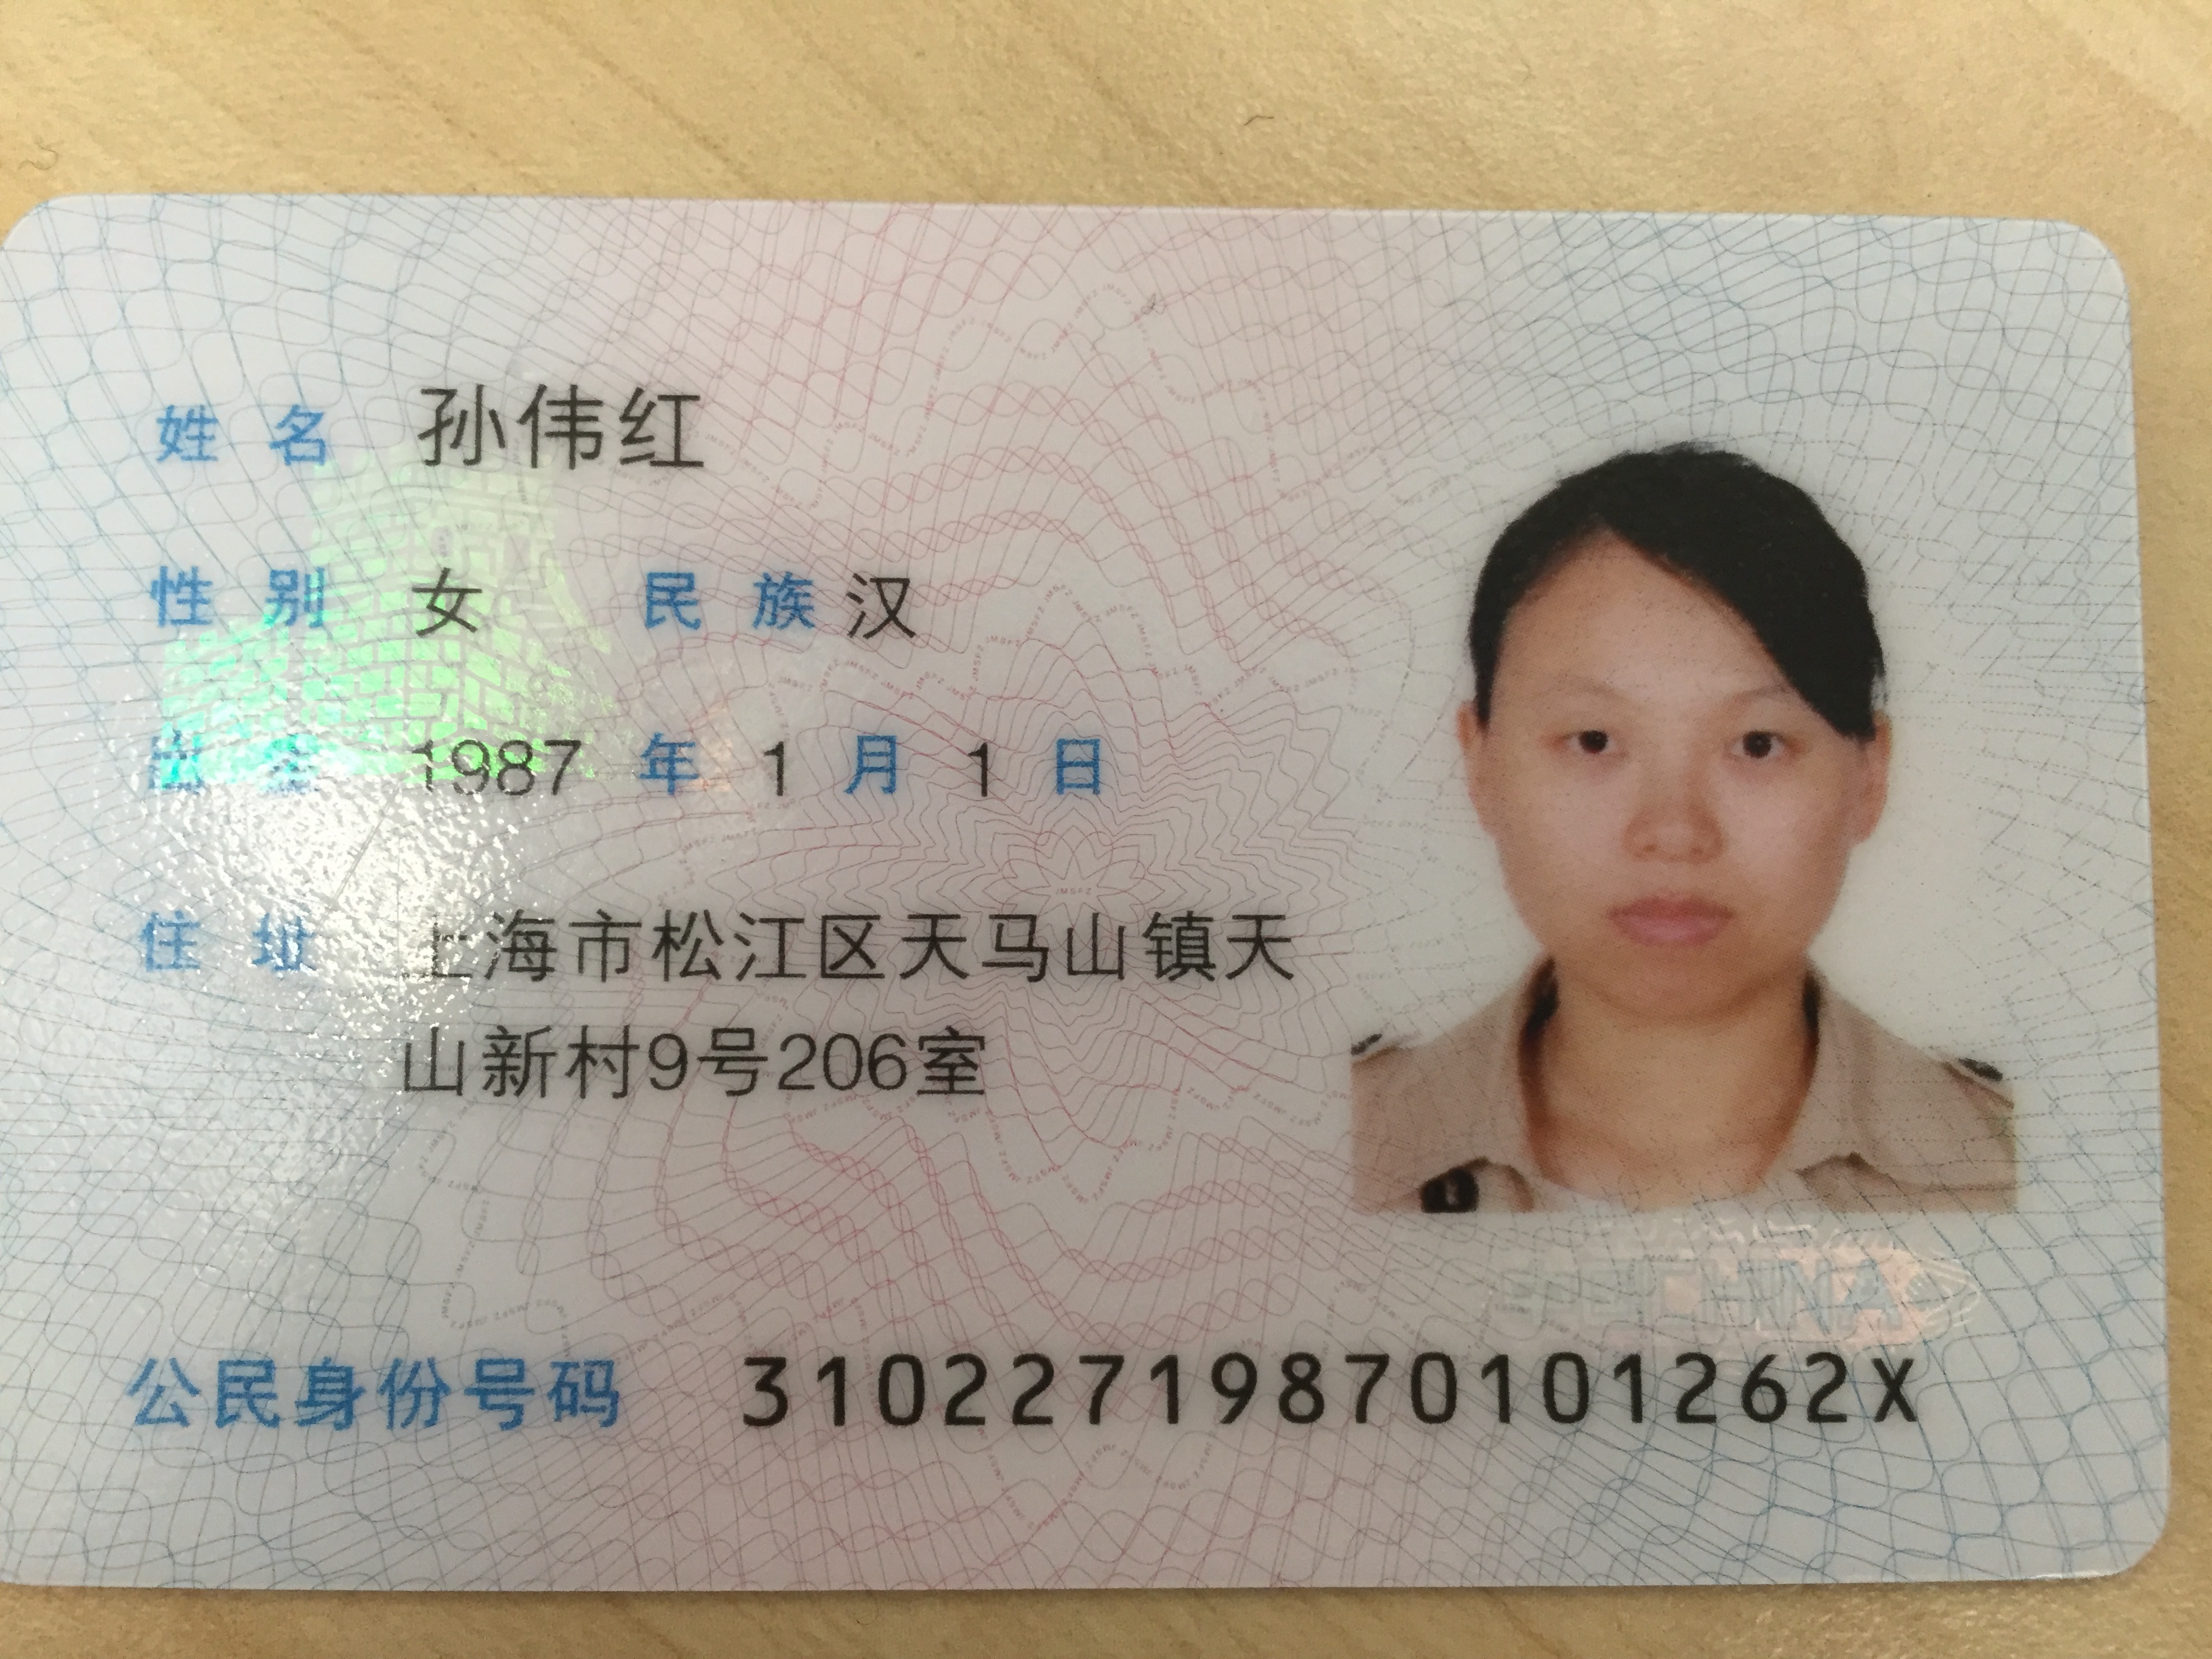 姓名 孙伟红
性别 女 民族 汉
出生 1987 年 1 月 1 日
住址 上海市松江区天马山镇天
山新村9号206室
公民身份号码 31022719870101262X